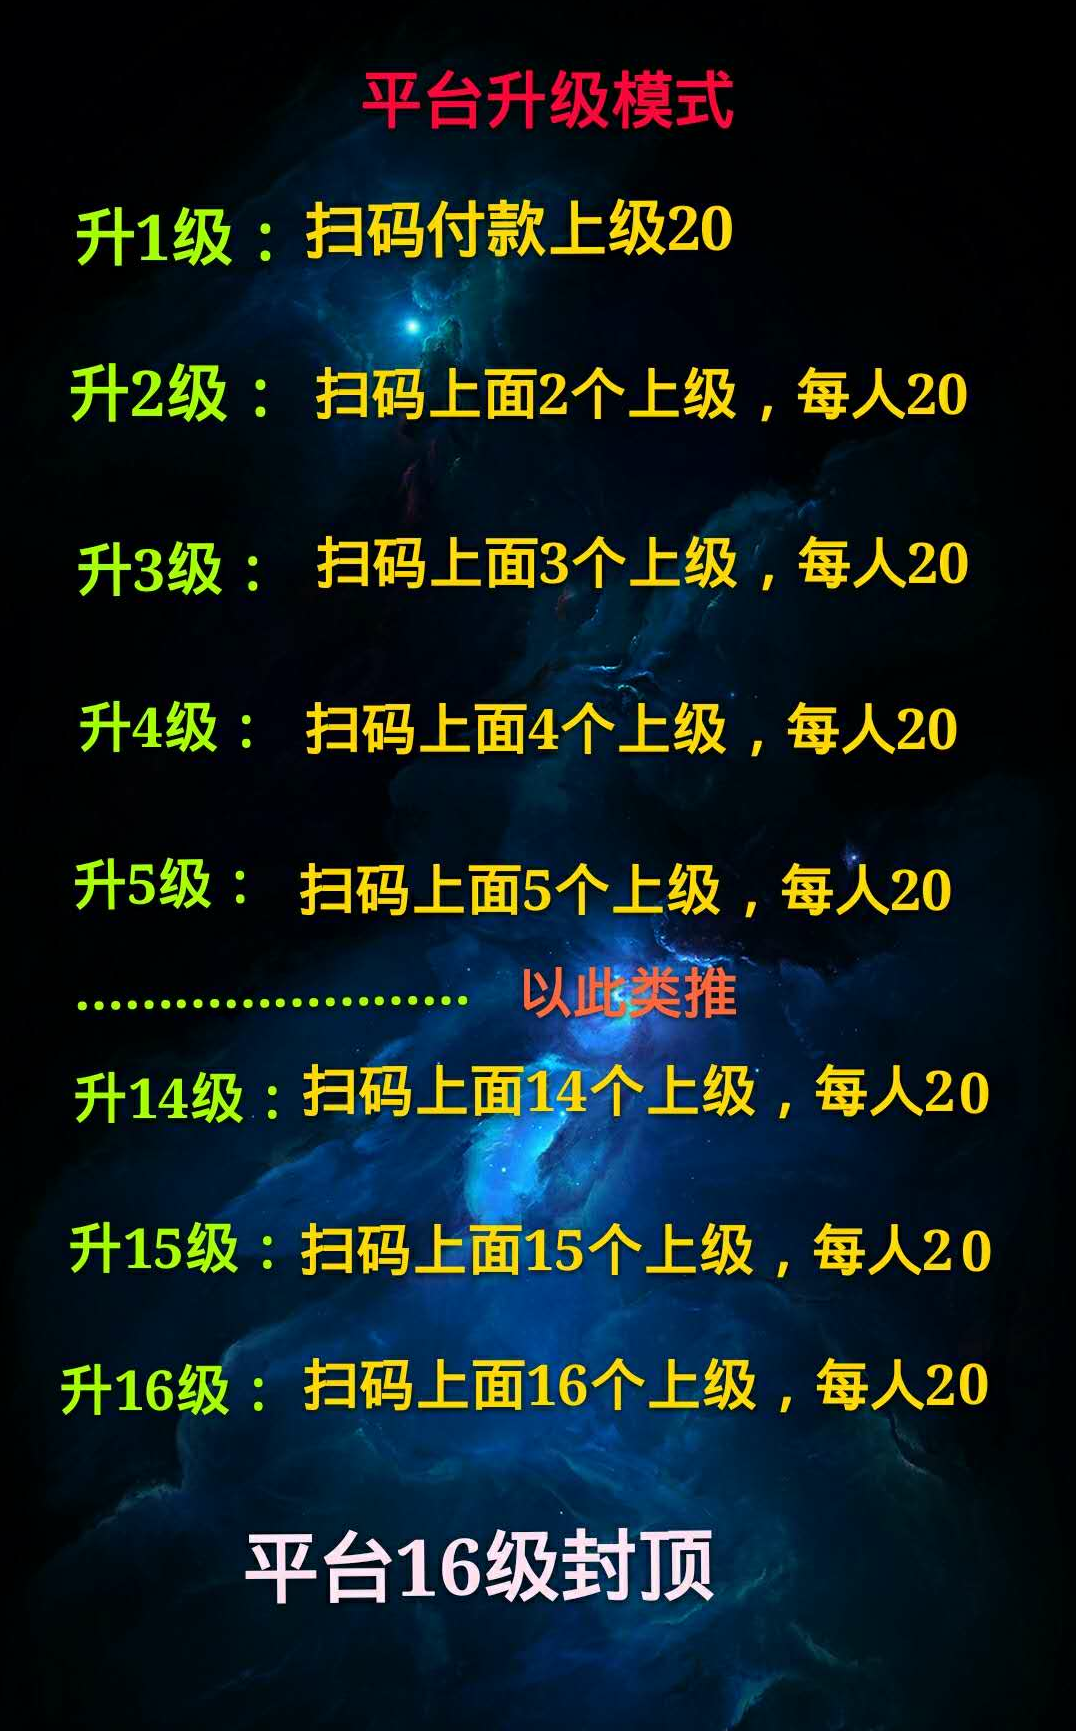 平台升级模式
升1级：扫码付款上级20
升2级：扫码上面2个上级，每人20
升3级：扫码上面3个上级，每人20
升4级：扫码上面4个上级，每人20
升5级：扫码上面5个上级，每人20
........................ 以此类推
升14级：扫码上面14个上级，每人20
升15级：扫码上面15个上级，每人20
升16级：扫码上面16个上级，每人20
平台16级封顶